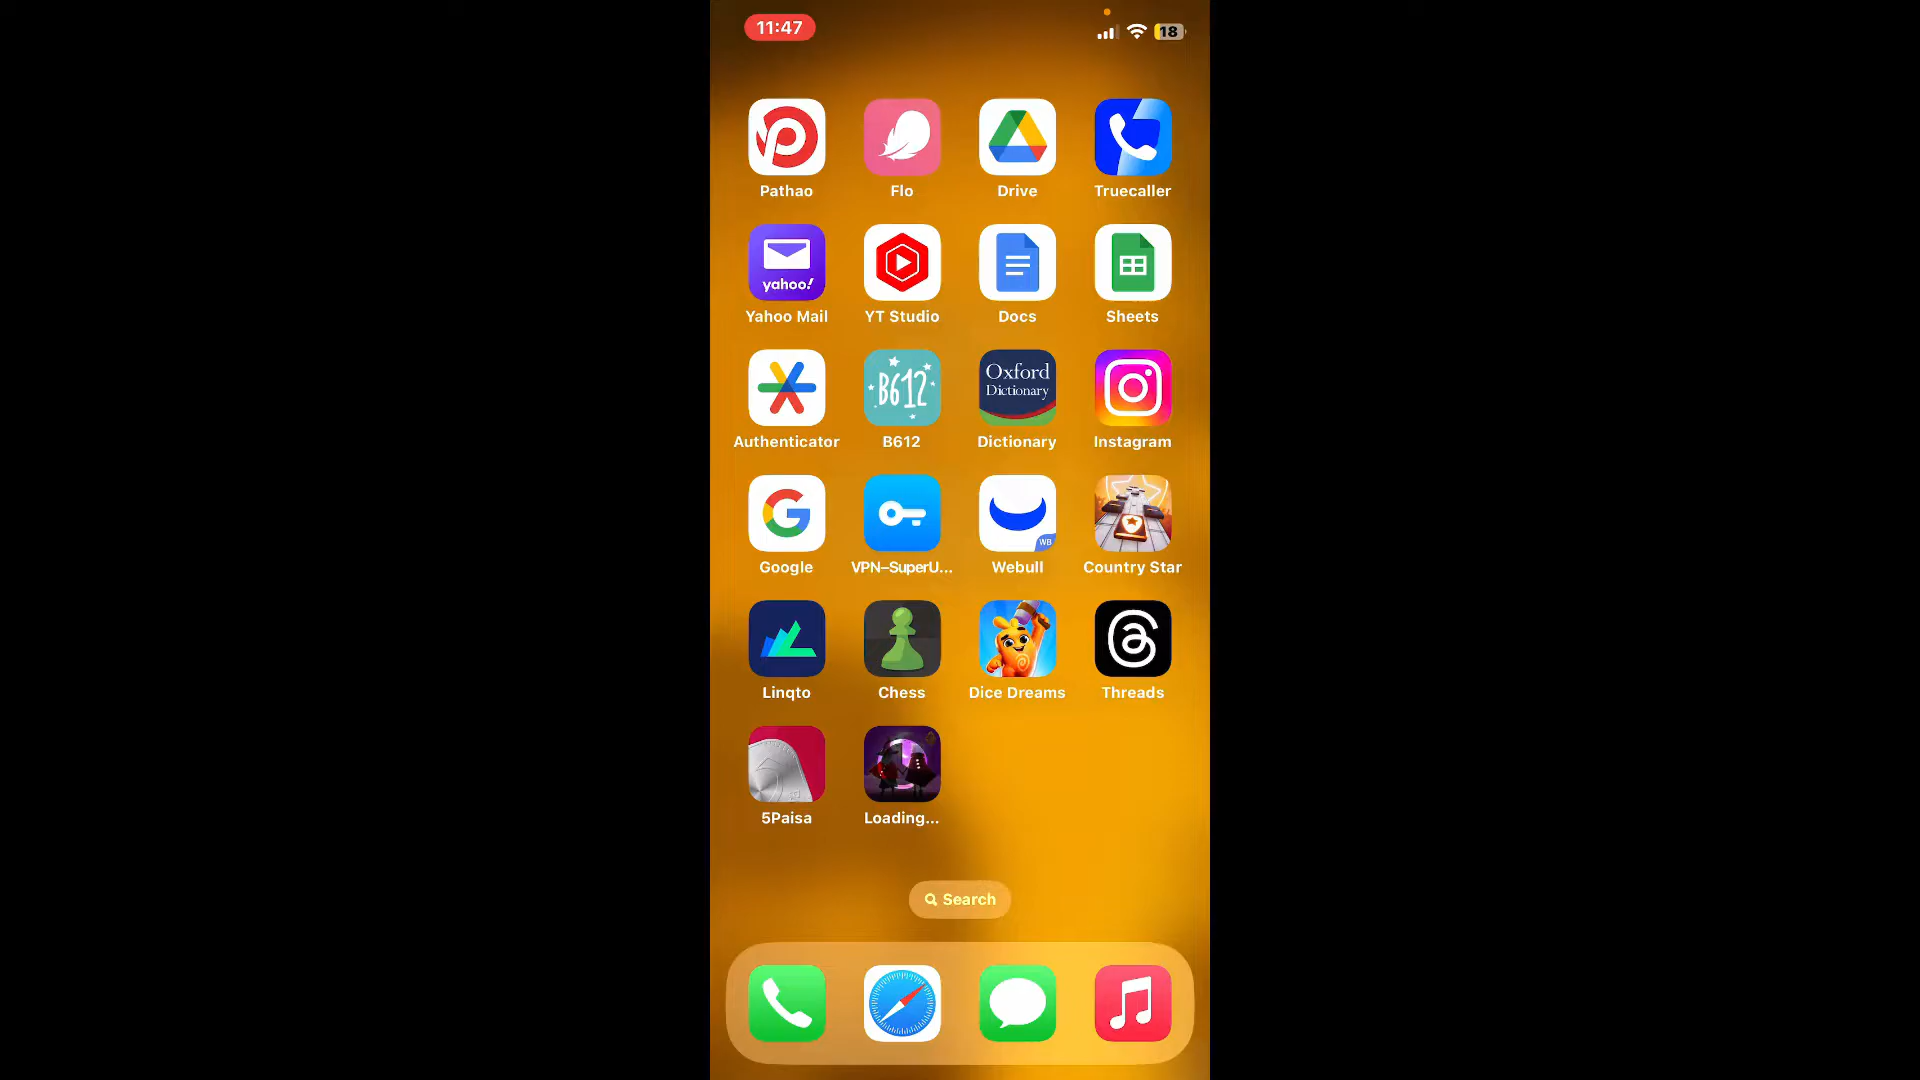 11:47
18
Pathao
Flo
Drive
Truecaller
yahoo!
Yahoo Mail
YT Studio
Docs
Sheets
B612
Oxford
Dictionary
Authenticator
B612
Dictionary
Instagram
WB
Google
VPN–SuperU...
Webull
Country Star
Linqto
Chess
Dice Dreams
Threads
5Paisa
Loading...
Search